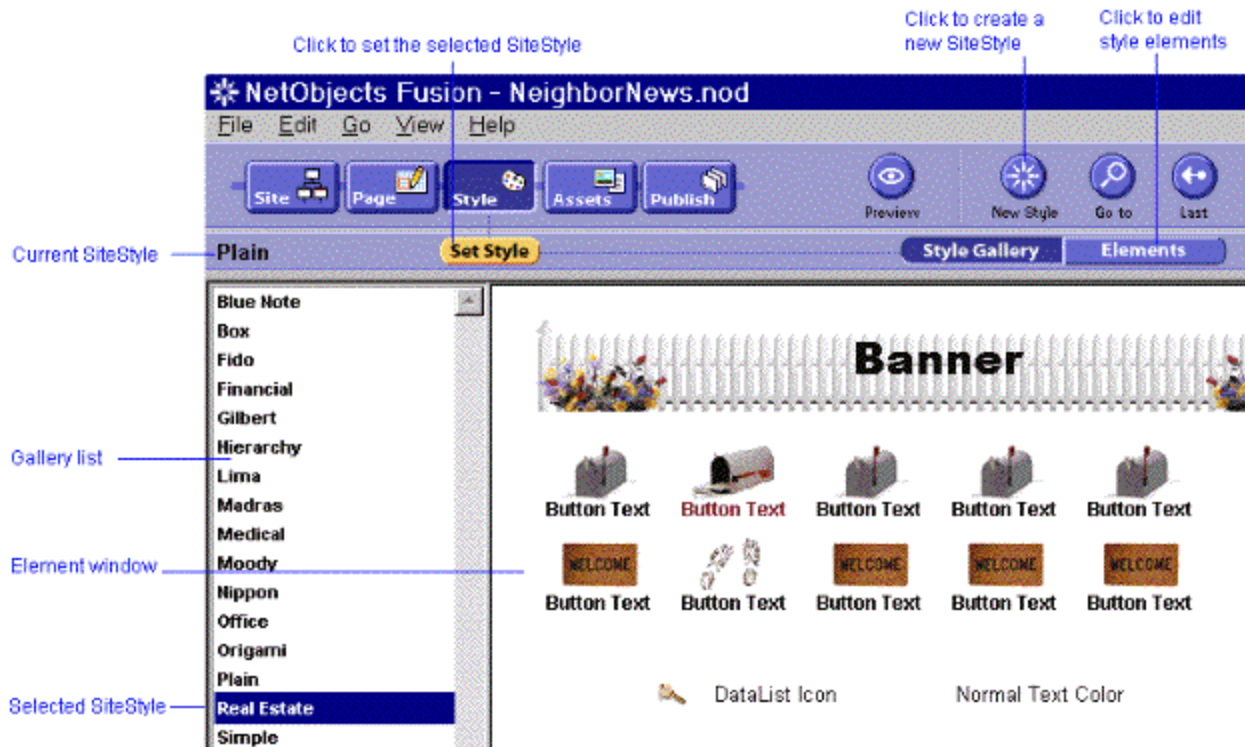 Click to set the selected SiteStyle
Click to create a
new SiteStyle
Click to edit
style elements
NetObjects Fusion - NeighborNews.nod
File Edit Go View Help
Site Page Style Assets Publish
Preview New Style Go to Last
Current SiteStyle
Plain
Set Style
Style Gallery
Elements
Blue Note
Box
Fido
Financial
Gilbert
Gallery list
Hierarchy
Lima
Madras
Medical
Element window
Moody
Nippon
Office
Origami
Plain
Selected SiteStyle
Real Estate
Simple
Banner
Button Text Button Text Button Text Button Text Button Text
WELCOME WELCOME WELCOME WELCOME
Button Text Button Text Button Text Button Text Button Text
DataList Icon
Normal Text Color